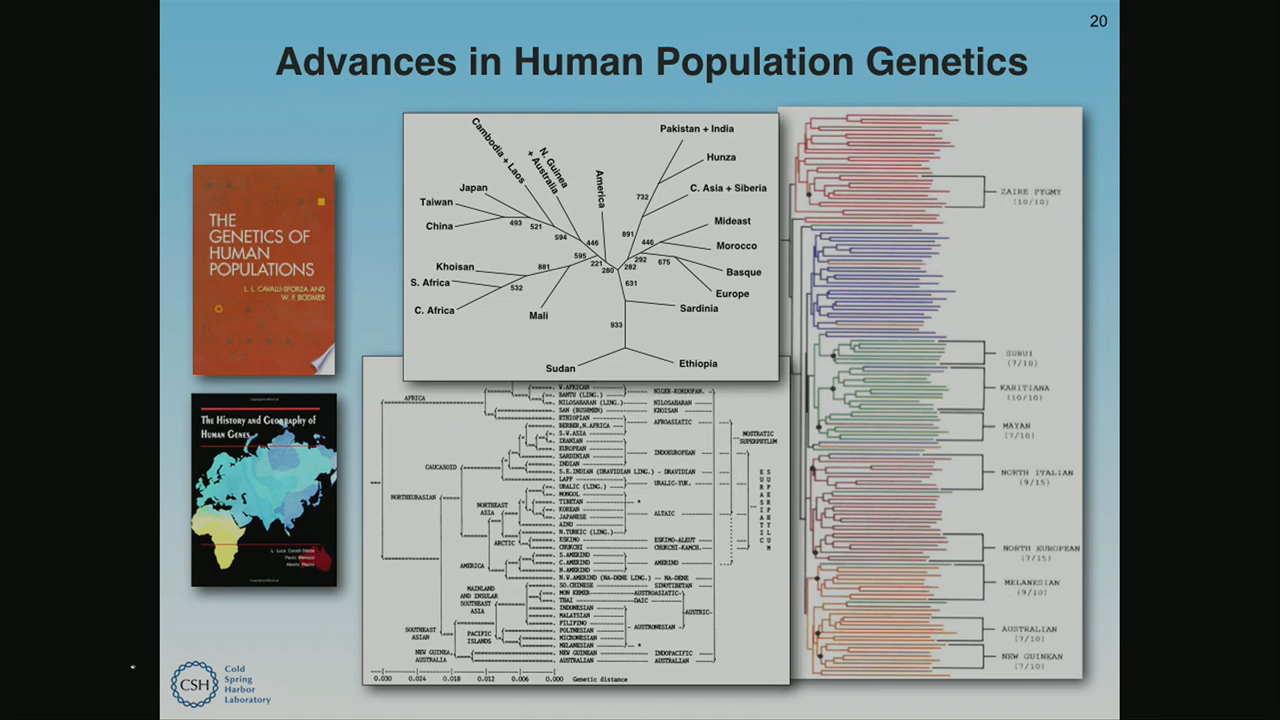 20
Advances in Human Population Genetics
THE
GENETICS OF
HUMAN
POPULATIONS
L. L. CAVALLI-SFORZA AND
W. F. BODMER
The History and Geography of
Human Genes
L. Luca Cavalli-Sforza
Paolo Menozzi
Alberto Piazza
Cambodia + Laos
N. Guinea
+ Australia
America
Pakistan + India
Hunza
C. Asia + Siberia
Japan
Taiwan
China
Mideast
Morocco
Basque
Europe
Sardinia
Khoisan
S. Africa
C. Africa
Mali
Sudan
Ethiopia
732
891
446
292
675
282
631
933
493
521
594
446
595
221
280
881
532
AFRICA
CAUCASOID
NORTHEURASIAN
NORTHEAST
ASIA
ARCTIC
AMERICA
MAINLAND
AND INSULAR
SOUTHEAST
ASIA
SOUTHEAST
ASIAN
PACIFIC
ISLANDS
NEW GUINEA,
AUSTRALIA
W.AFRICAN
BANTU (LING.)
NILOSAHARAN (LING.)
SAN (BUSHMEN)
ETHIOPIAN
BERBER,N.AFRICA
S.W.ASIA
IRANIAN
EUROPEAN
SARDINIAN
INDIAN
S.E.INDIAN (DRAVIDIAN LING.) - DRAVIDIAN
LAPP
URALIC (LING.)
MONGOL
TIBETAN *
KOREAN
JAPANESE
AINU
N.TURKIC (LING.)
ESKIMO
CHUKCHI
S.AMERIND
C.AMERIND
N.AMERIND
N.W.AMERIND (NA-DENE LING.) - NA-DENE
SO.CHINESE
MON KHMER
THAI
INDONESIAN
MALAYSIAN
FILIPINO
POLYNESIAN
MICRONESIAN
MELANESIAN *
NEW GUINEAN
AUSTRALIAN
NIGER-KORDOFAN.
NILOSAHARAN
KHOISAN
AFROASIATIC
INDOEUROPEAN
URALIC-YUK.
ALTAIC
ESKIMO-ALEUT
CHUKCHI-KAMCH.
AMERIND
SINOTIBETAN
AUSTROASIATIC
DAIC
AUSTRIC
AUSTRONESIAN
INDOPACIFIC
AUSTRALIAN
NOSTRATIC
SUPERPHYLUM
0.030 0.024 0.018 0.012 0.006 0.000 Genetic distance
ZAIRE PYGMY
(10/10)
SURUI
(7/10)
KARITIANA
(10/10)
MAYAN
(7/10)
NORTH ITALIAN
(9/15)
NORTH EUROPEAN
(7/15)
MELANESIAN
(9/10)
AUSTRALIAN
(7/10)
NEW GUINEAN
(7/10)
CSH
Cold
Spring
Harbor
Laboratory